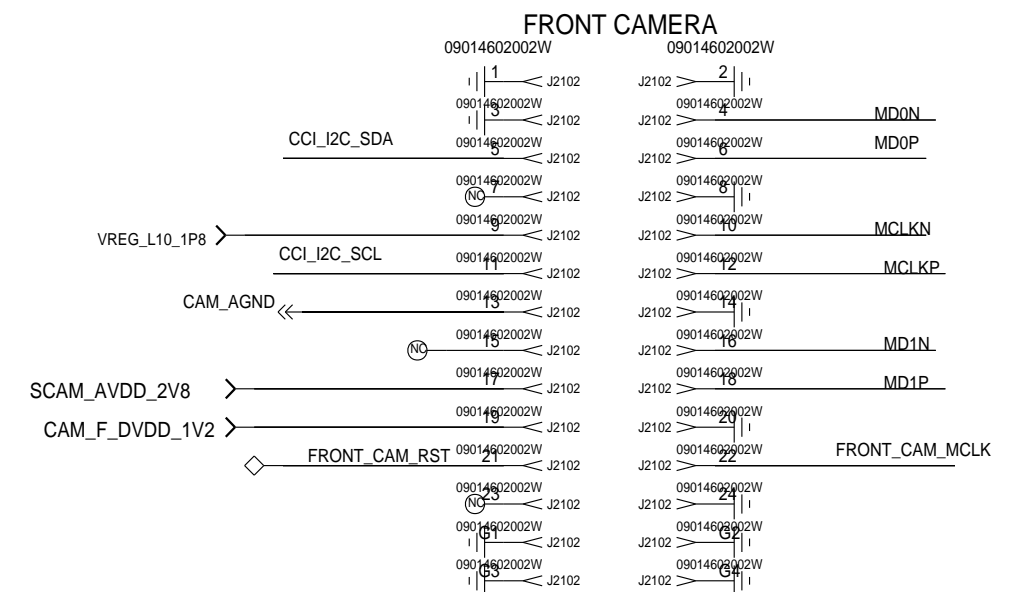 FRONT CAMERA
09014602002W 09014602002W
1 J2102 J2102 2
09014602002W 09014602002W
3 J2102 J2102 4 MD0N
CCI_I2C_SDA 09014602002W 09014602002W MD0P
5 J2102 J2102 6
09014602002W 09014602002W
NC 7 J2102 J2102 8
09014602002W 09014602002W
VREG_L10_1P8 9 J2102 J2102 10 MCLKN
CCI_I2C_SCL 09014602002W 09014602002W
11 J2102 J2102 12 MCLKP
CAM_AGND 09014602002W 09014602002W
13 J2102 J2102 14
09014602002W 09014602002W
NC 15 J2102 J2102 16 MD1N
09014602002W 09014602002W
SCAM_AVDD_2V8 17 J2102 J2102 18 MD1P
09014602002W 09014602002W
CAM_F_DVDD_1V2 19 J2102 J2102 20
FRONT_CAM_RST 09014602002W 09014602002W FRONT_CAM_MCLK
21 J2102 J2102 22
09014602002W 09014602002W
NC 23 J2102 J2102 24
09014602002W 09014602002W
G1 J2102 J2102 G2
09014602002W 09014602002W
G3 J2102 J2102 G4